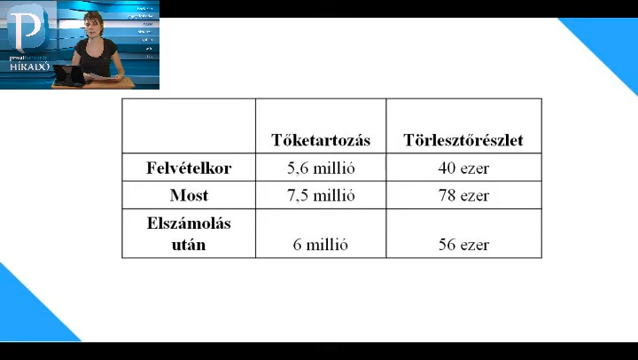 P
HÍRADÓ
Tőketartozás Törlesztőrészlet
Felvételkor 5,6 millió 40 ezer
Most 7,5 millió 78 ezer
Elszámolás
után 6 millió 56 ezer